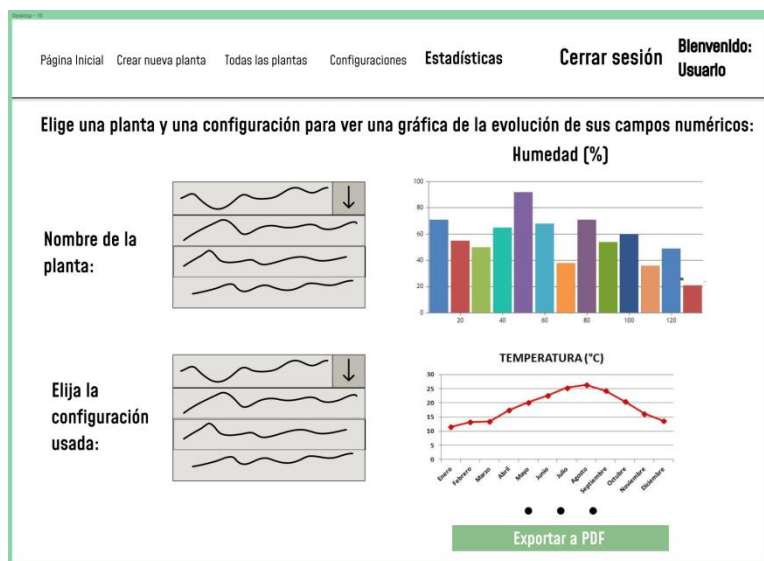 Desktop - 15
Página Inicial Crear nueva planta Todas las plantas Configuraciones Estadísticas Cerrar sesión Bienvenido:
Usuario
Elige una planta y una configuración para ver una gráfica de la evolución de sus campos numéricos:
Humedad (%)
100
80
60
40
20
0
20 40 60 80 100 120
Nombre de la
planta:
TEMPERATURA (°C)
30
25
20
15
10
5
0
Enero Febrero Marzo Abril Mayo Junio Julio Agosto Septiembre Octubre Noviembre Diciembre
Elija la
configuración
usada:
Exportar a PDF